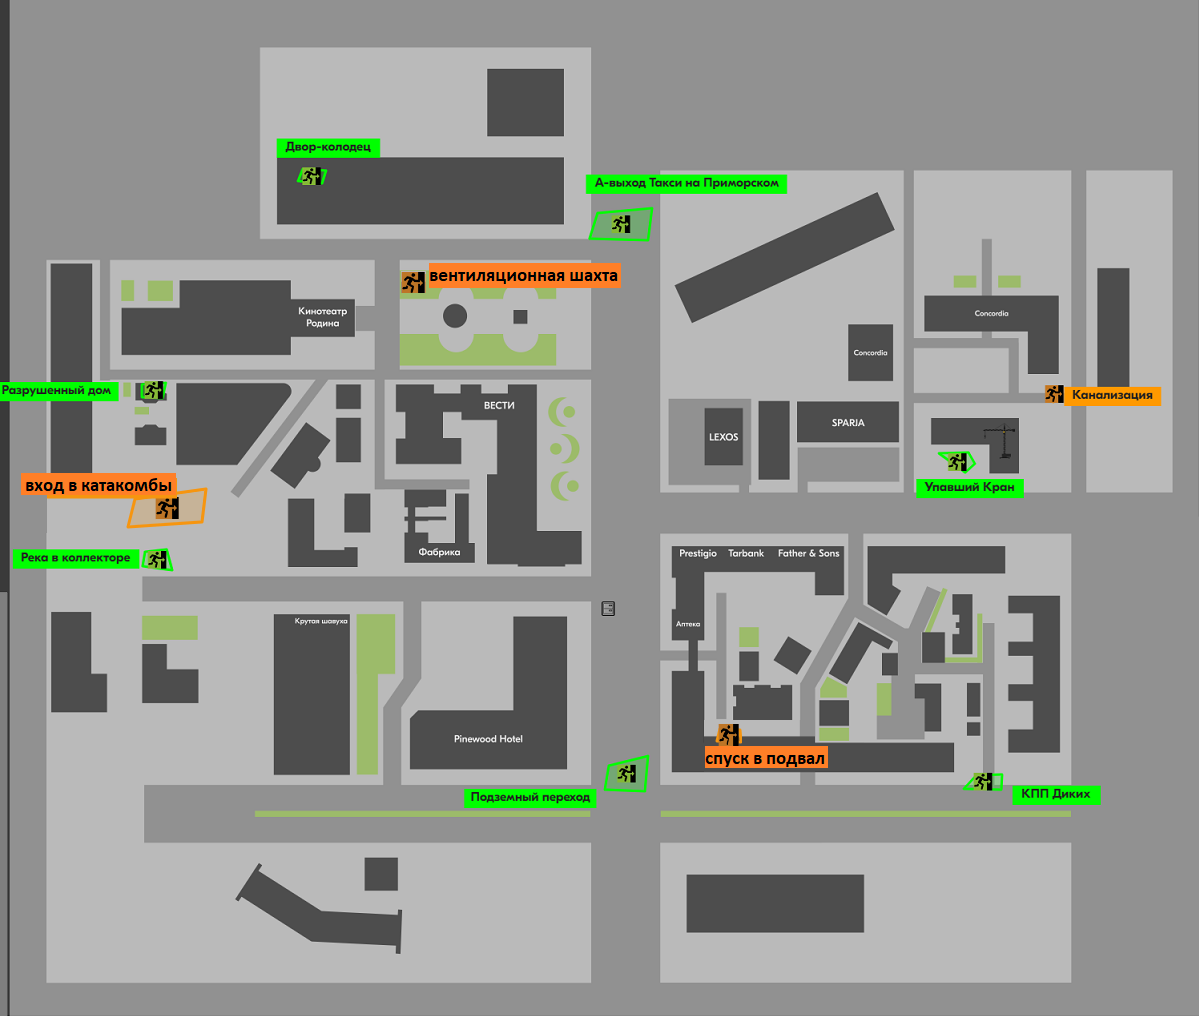 Двор-колодец
А-выход Такси на Приморском
вентиляционная шахта
Кинотеатр
Родина
Concordia
Concordia
Разрушенный дом
Канализация
ВЕСТИ
SPARJA
LEXOS
вход в катакомбы
Упавший Кран
Река в коллекторе
Фабрика
Prestigio Tarbank Father & Sons
Крутая шавуха
Аптека
Pinewood Hotel
спуск в подвал
Подземный переход
КПП Диких